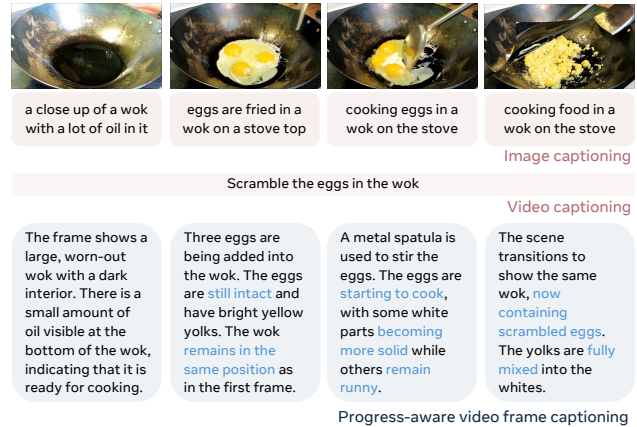 a close up of a wok
with a lot of oil in it
eggs are fried in a
wok on a stove top
cooking eggs in a
wok on the stove
cooking food in a
wok on the stove
Image captioning
Scramble the eggs in the wok
Video captioning
The frame shows a
large, worn-out
wok with a dark
interior. There is a
small amount of
oil visible at the
bottom of the wok,
indicating that it is
ready for cooking.
Three eggs are
being added into
the wok. The eggs
are still intact and
have bright yellow
yolks. The wok
remains in the
same position as
in the first frame.
A metal spatula is
used to stir the
eggs. The eggs are
starting to cook,
with some white
parts becoming
more solid while
others remain
runny.
The scene
transitions to
show the same
wok, now
containing
scrambled eggs.
The yolks are fully
mixed into the
whites.
Progress-aware video frame captioning